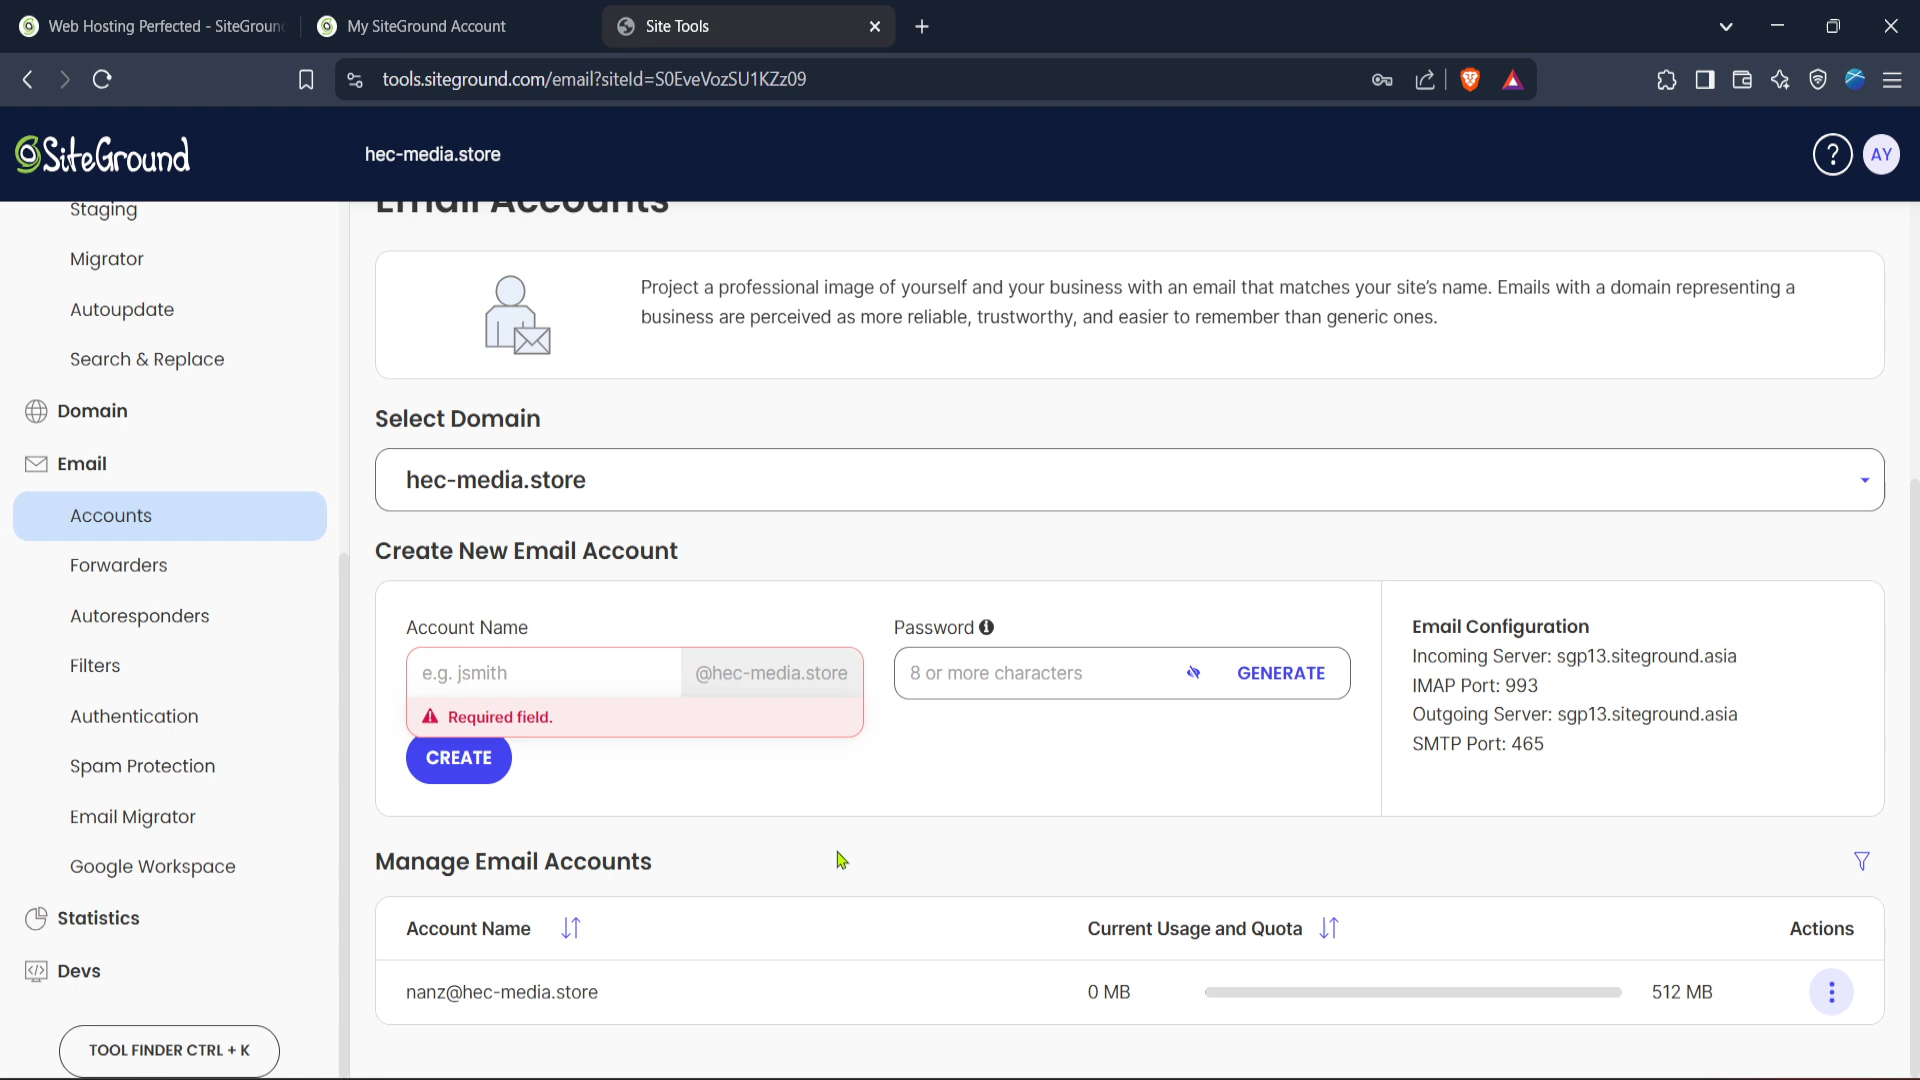 Web Hosting Perfected - SiteGroun
My SiteGround Account
Site Tools
tools.siteground.com/email?siteId=S0EveVozSU1KZz09
SiteGround
hec-media.store
?
AY
Staging
Migrator
Autoupdate
Search & Replace
Domain
Email
Accounts
Forwarders
Autoresponders
Filters
Authentication
Spam Protection
Email Migrator
Google Workspace
Statistics
Devs
TOOL FINDER CTRL + K
Email Accounts
Project a professional image of yourself and your business with an email that matches your site's name. Emails with a domain representing a
business are perceived as more reliable, trustworthy, and easier to remember than generic ones.
Select Domain
hec-media.store
Create New Email Account
Account Name
e.g. jsmith
@hec-media.store
Required field.
CREATE
Password
8 or more characters
GENERATE
Email Configuration
Incoming Server: sgp13.siteground.asia
IMAP Port: 993
Outgoing Server: sgp13.siteground.asia
SMTP Port: 465
Manage Email Accounts
Account Name
Current Usage and Quota
Actions
nanz@hec-media.store
0 MB
512 MB